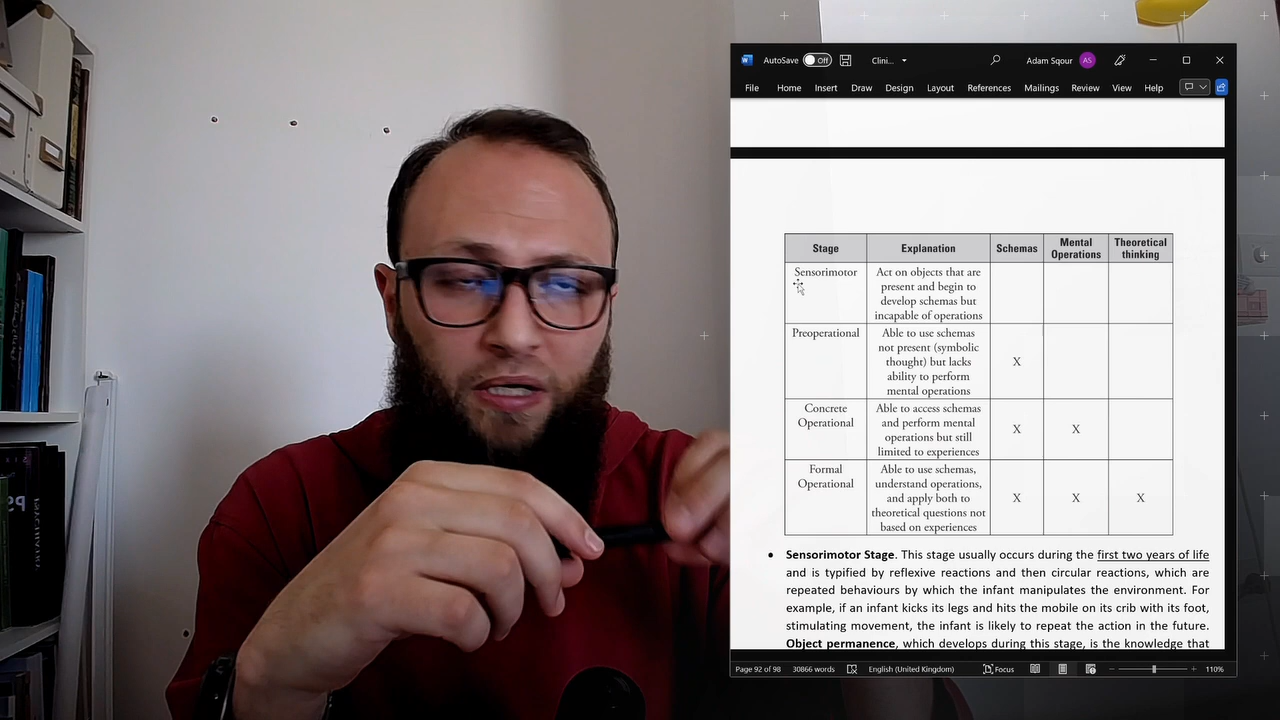 AutoSave Off Clini... Adam Sqour AS
File Home Insert Draw Design Layout References Mailings Review View Help
Stage Explanation Schemas Mental Operations Theoretical thinking
Sensorimotor
Act on objects that are
present and begin to
develop schemas but
incapable of operations
Preoperational
Able to use schemas
not present (symbolic
thought) but lacks
ability to perform
mental operations
X
Concrete
Operational
Able to access schemas
and perform mental
operations but still
limited to experiences
X X
Formal
Operational
Able to use schemas,
understand operations,
and apply both to
theoretical questions not
based on experiences
X X X
• Sensorimotor Stage. This stage usually occurs during the first two years of life
and is typified by reflexive reactions and then circular reactions, which are
repeated behaviours by which the infant manipulates the environment. For
example, if an infant kicks its legs and hits the mobile on its crib with its foot,
stimulating movement, the infant is likely to repeat the action in the future.
Object permanence, which develops during this stage, is the knowledge that
Page 92 of 98 30866 words English (United Kingdom) Focus 110%